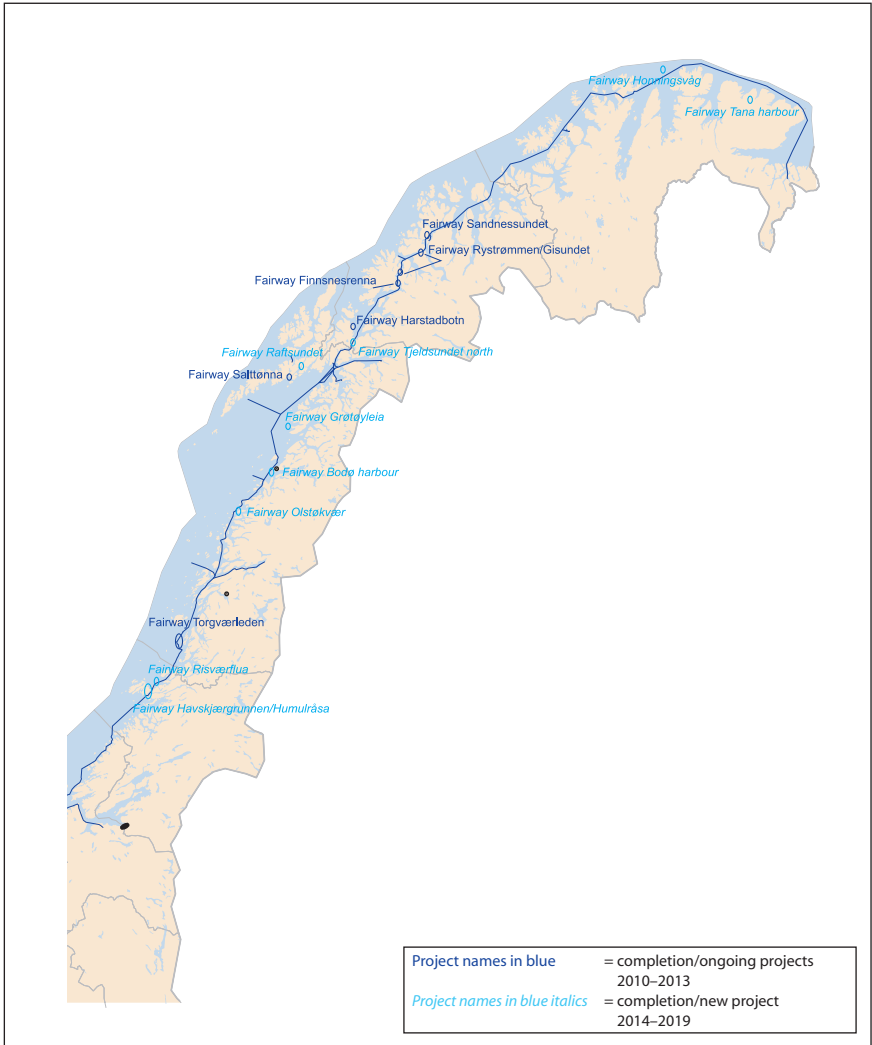 Fairway Honningsvåg
Fairway Tana harbour
Fairway Sandnessundet
Fairway Rystrømmen/Gisundet
Fairway Finnsnesrenna
Fairway Harstadbotn
Fairway Raftsundet
Fairway Tjeldsundet nørth
Fairway Salttønna
Fairway Grøtøyleia
Fairway Bodø harbour
Fairway Olstøkvær
Fairway Torgværleden
Fairway Risværflua
Fairway Havskjærgrunnen/Humulråsa
Project names in blue = completion/ongoing projects
2010–2013
Project names in blue italics = completion/new project
2014–2019